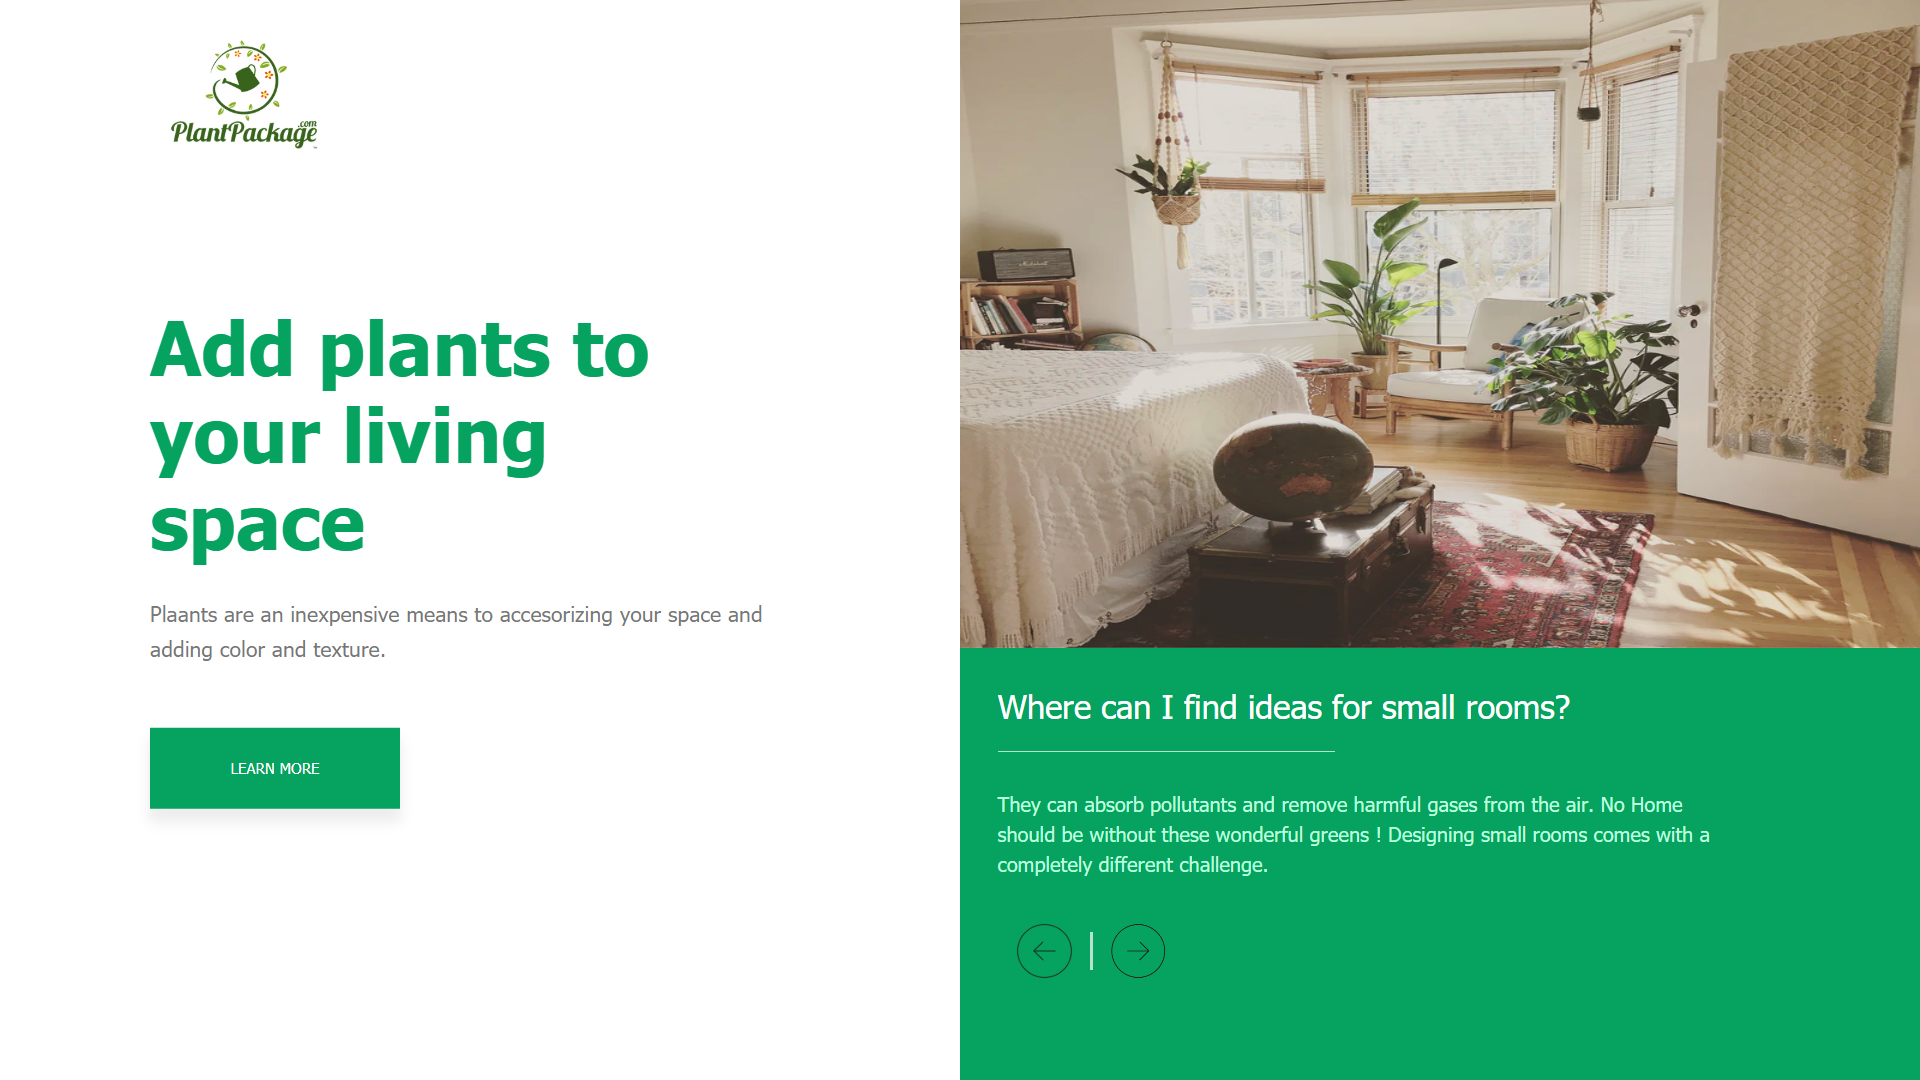 PlantPackage.com
Add plants to
your living
space
Plaants are an inexpensive means to accesorizing your space and
adding color and texture.
LEARN MORE
Where can I find ideas for small rooms?
They can absorb pollutants and remove harmful gases from the air. No Home
should be without these wonderful greens ! Designing small rooms comes with a
completely different challenge.